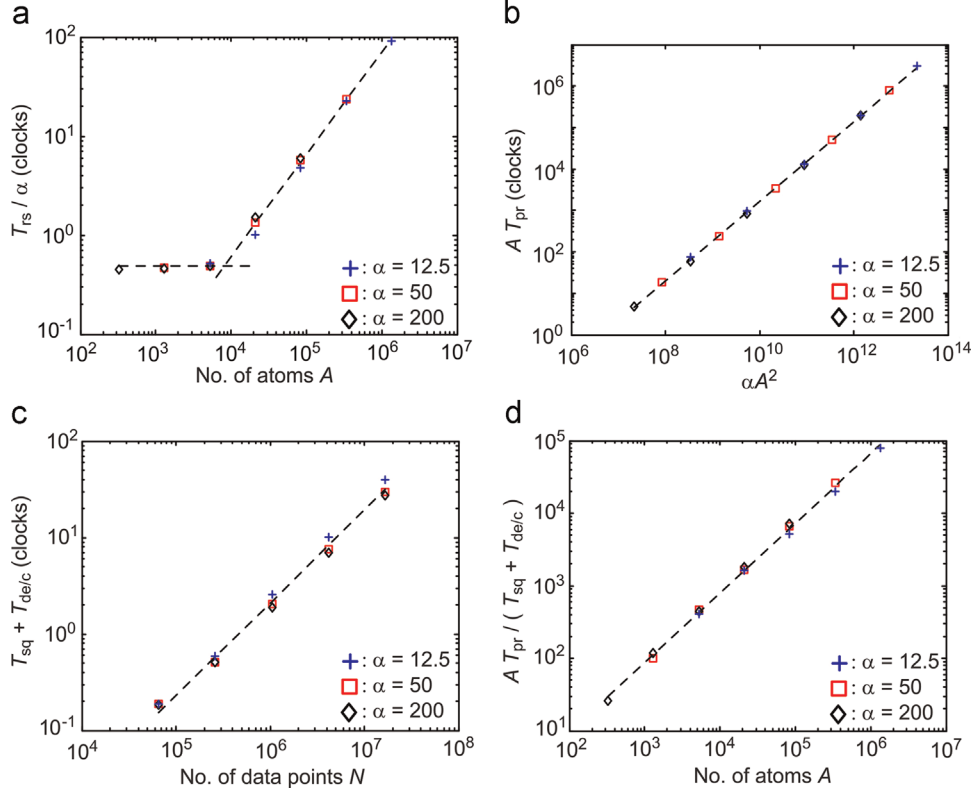 a
10^2
10^1
10^0
10^-1
T_rs / α (clocks)
+ : α = 12.5
□ : α = 50
◇ : α = 200
10^2 10^3 10^4 10^5 10^6 10^7
No. of atoms A
b
10^6
10^4
10^2
10^0
A T_pr (clocks)
+ : α = 12.5
□ : α = 50
◇ : α = 200
10^6 10^8 10^10 10^12 10^14
αA^2
c
10^2
10^1
10^0
10^-1
T_sq + T_de/c (clocks)
+ : α = 12.5
□ : α = 50
◇ : α = 200
10^4 10^5 10^6 10^7 10^8
No. of data points N
d
10^5
10^4
10^3
10^2
10^1
A T_pr / ( T_sq + T_de/c )
+ : α = 12.5
□ : α = 50
◇ : α = 200
10^2 10^3 10^4 10^5 10^6 10^7
No. of atoms A